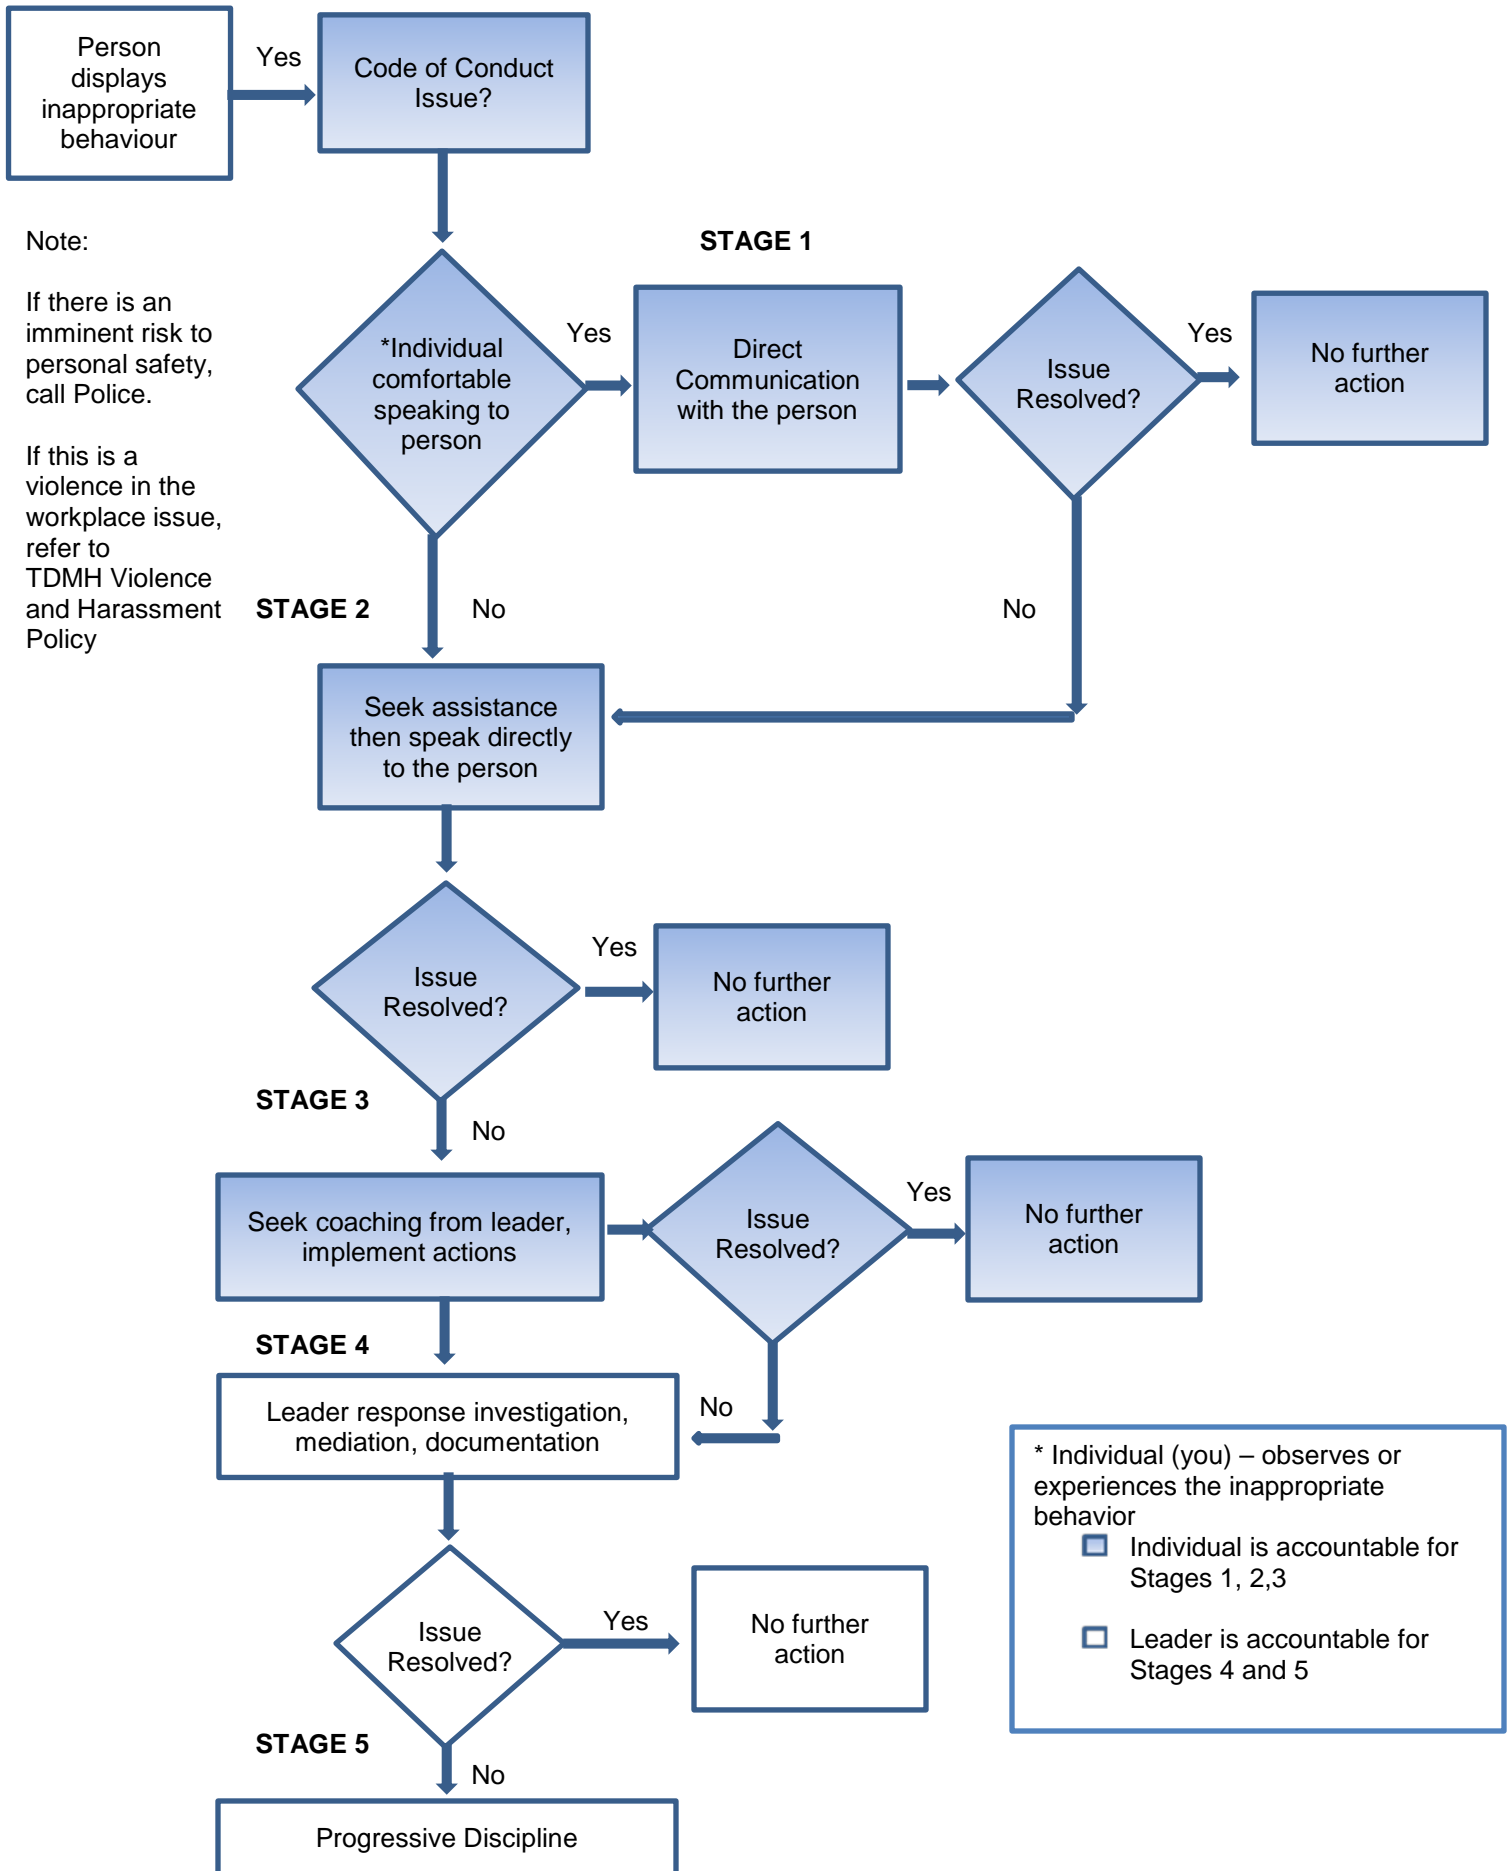 Person
displays
inappropriate
behaviour
Yes
Code of Conduct
Issue?
Note:
If there is an
imminent risk to
personal safety,
call Police.
If this is a
violence in the
workplace issue,
refer to
TDMH Violence
and Harassment
Policy
STAGE 1
*Individual
comfortable
speaking to
person
Yes
Direct
Communication
with the person
Issue
Resolved?
Yes
No further
action
STAGE 2
No
No
Seek assistance
then speak directly
to the person
Issue
Resolved?
Yes
No further
action
STAGE 3
No
Seek coaching from leader,
implement actions
Issue
Resolved?
Yes
No further
action
STAGE 4
No
Leader response investigation,
mediation, documentation
Issue
Resolved?
Yes
No further
action
STAGE 5
No
Progressive Discipline
* Individual (you) – observes or
experiences the inappropriate
behavior
Individual is accountable for
Stages 1, 2,3
Leader is accountable for
Stages 4 and 5